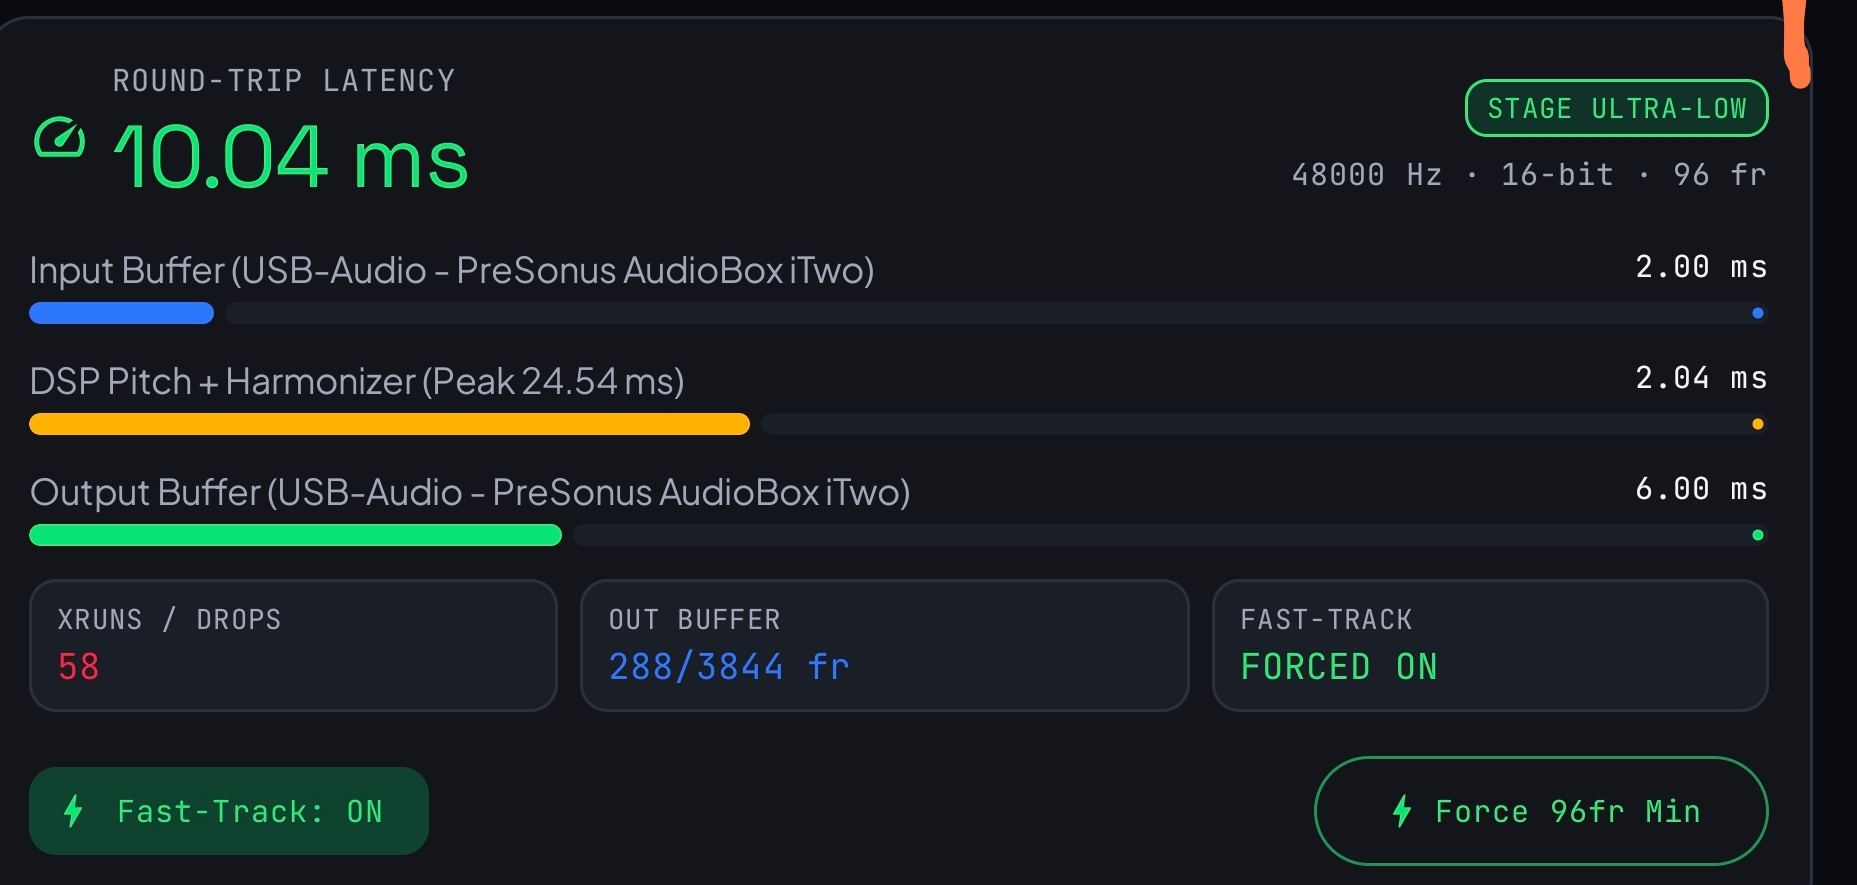 ROUND-TRIP LATENCY
10.04 ms
STAGE ULTRA-LOW
48000 Hz · 16-bit · 96 fr
Input Buffer (USB-Audio - PreSonus AudioBox iTwo)
2.00 ms
DSP Pitch + Harmonizer (Peak 24.54 ms)
2.04 ms
Output Buffer (USB-Audio - PreSonus AudioBox iTwo)
6.00 ms
XRUNS / DROPS
58
OUT BUFFER
288/3844 fr
FAST-TRACK
FORCED ON
Fast-Track: ON
Force 96fr Min